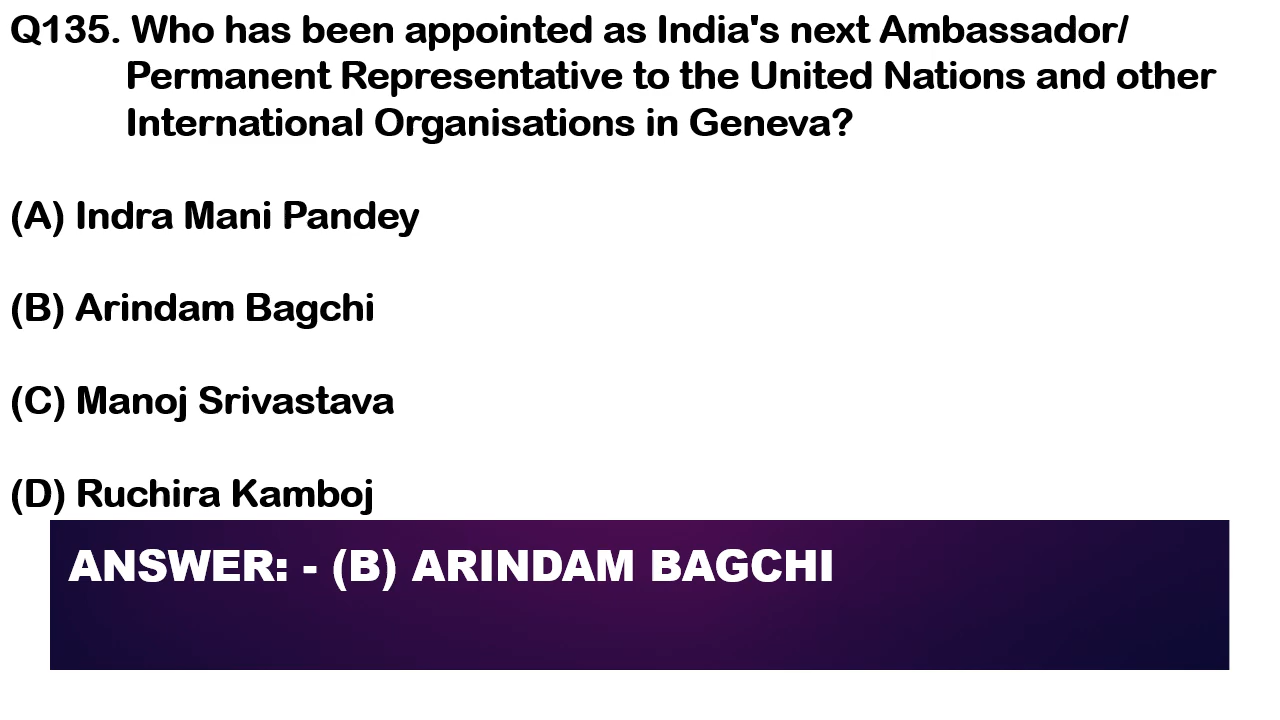 Q135. Who has been appointed as India's next Ambassador/
Permanent Representative to the United Nations and other
International Organisations in Geneva?
(A) Indra Mani Pandey
(B) Arindam Bagchi
(C) Manoj Srivastava
(D) Ruchira Kamboj
ANSWER: - (B) ARINDAM BAGCHI